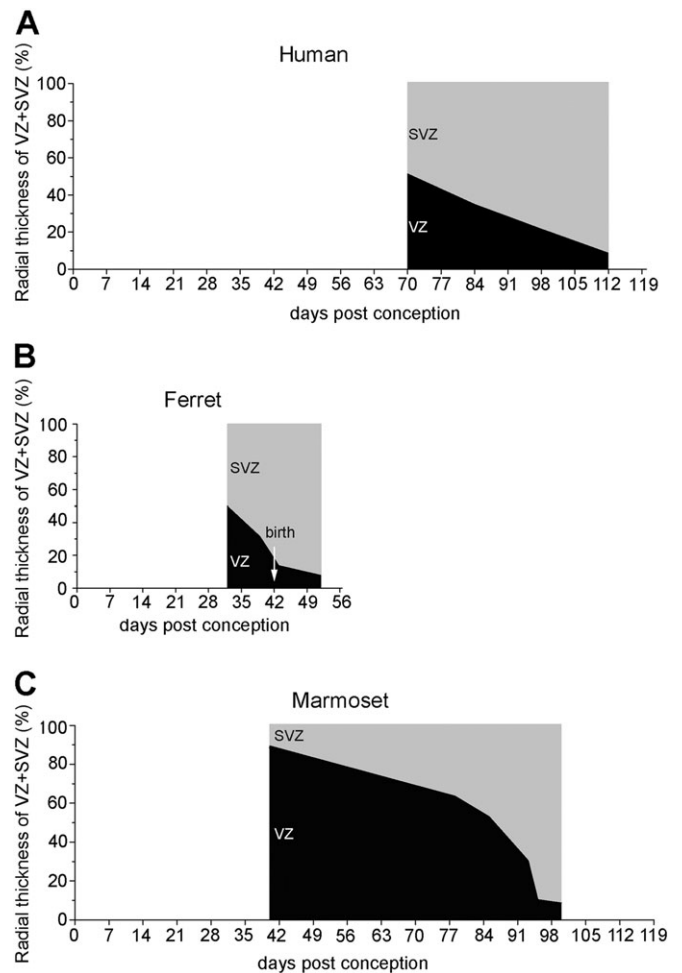 A
Human
Radial thickness of VZ+SVZ (%)
100
80
60
40
20
0
SVZ
VZ
0 7 14 21 28 35 42 49 56 63 70 77 84 91 98 105 112 119
days post conception
B
Ferret
Radial thickness of VZ+SVZ (%)
100
80
60
40
20
0
SVZ
birth
VZ
0 7 14 21 28 35 42 49 56
days post conception
C
Marmoset
Radial thickness of VZ+SVZ (%)
100
80
60
40
20
0
SVZ
VZ
0 7 14 21 28 35 42 49 56 63 70 77 84 91 98 105 112 119
days post conception